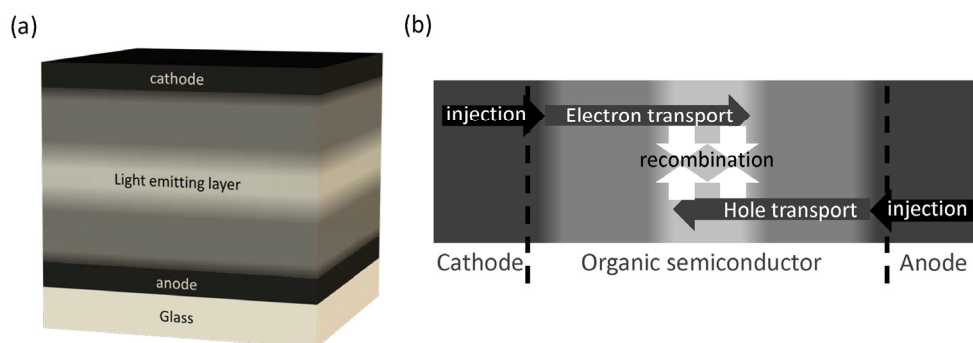 (a)
cathode
Light emitting layer
anode
Glass
(b)
injection
Electron transport
recombination
Hole transport
injection
Cathode
Organic semiconductor
Anode